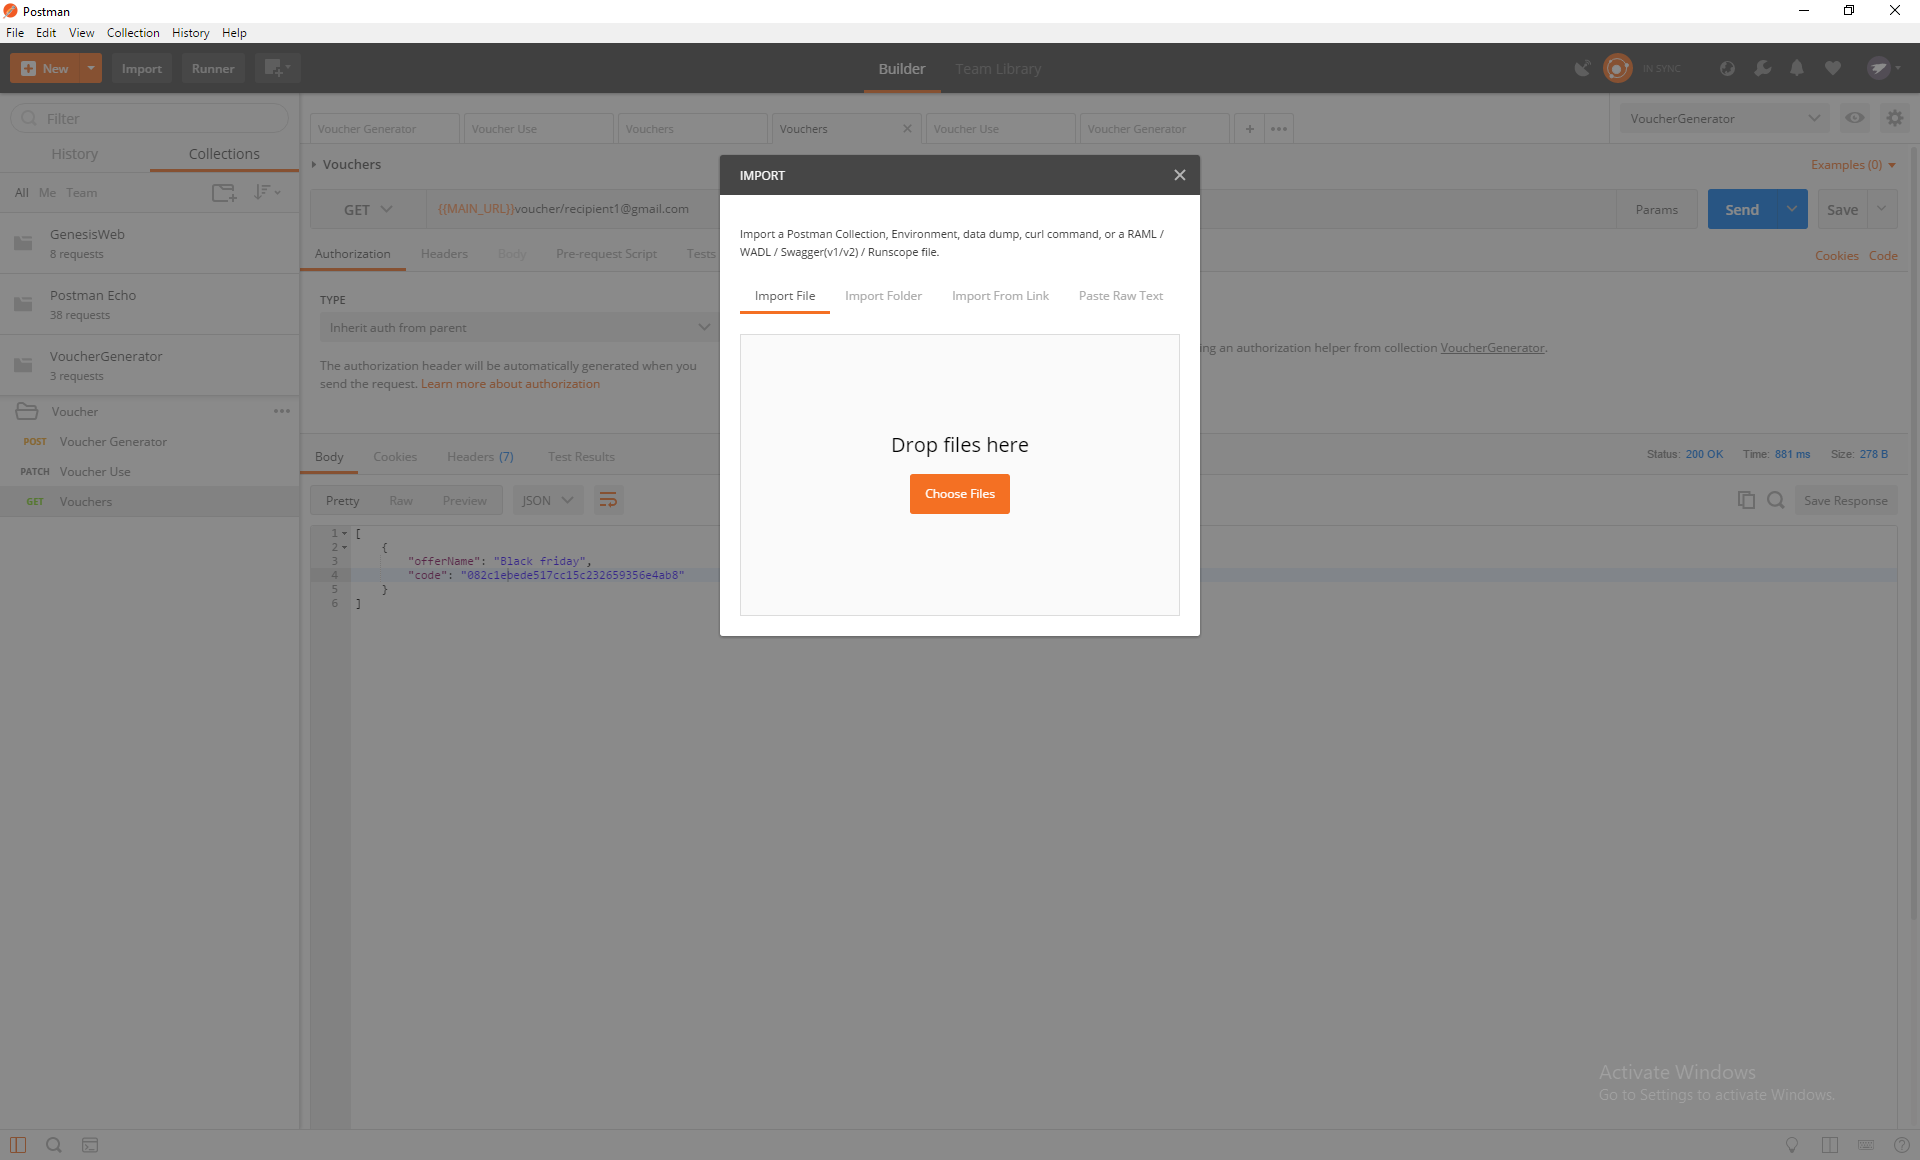 Postman
File Edit View Collection History Help
New Import Runner Builder Team Library IN SYNC
Filter
History Collections
All Me Team
GenesisWeb
8 requests
Postman Echo
38 requests
VoucherGenerator
3 requests
Voucher
POST Voucher Generator
PATCH Voucher Use
GET Vouchers
Voucher Generator Voucher Use Vouchers Vouchers Voucher Use Voucher Generator
VoucherGenerator
Vouchers
Examples (0)
GET {{MAIN_URL}}voucher/recipient1@gmail.com Params Send Save
Authorization Headers Body Pre-request Script Tests
Cookies Code
TYPE
Inherit auth from parent
The authorization header will be automatically generated when you
send the request. Learn more about authorization
ing an authorization helper from collection VoucherGenerator.
Body Cookies Headers (7) Test Results
Status: 200 OK Time: 881 ms Size: 278 B
Pretty Raw Preview JSON Save Response
1 [
2 {
3 "offerName": "Black friday",
4 "code": "082c1ebede517cc15c232659356e4ab8"
5 }
6 ]
IMPORT
Import a Postman Collection, Environment, data dump, curl command, or a RAML /
WADL / Swagger(v1/v2) / Runscope file.
Import File Import Folder Import From Link Paste Raw Text
Drop files here
Choose Files
Activate Windows
Go to Settings to activate Windows.